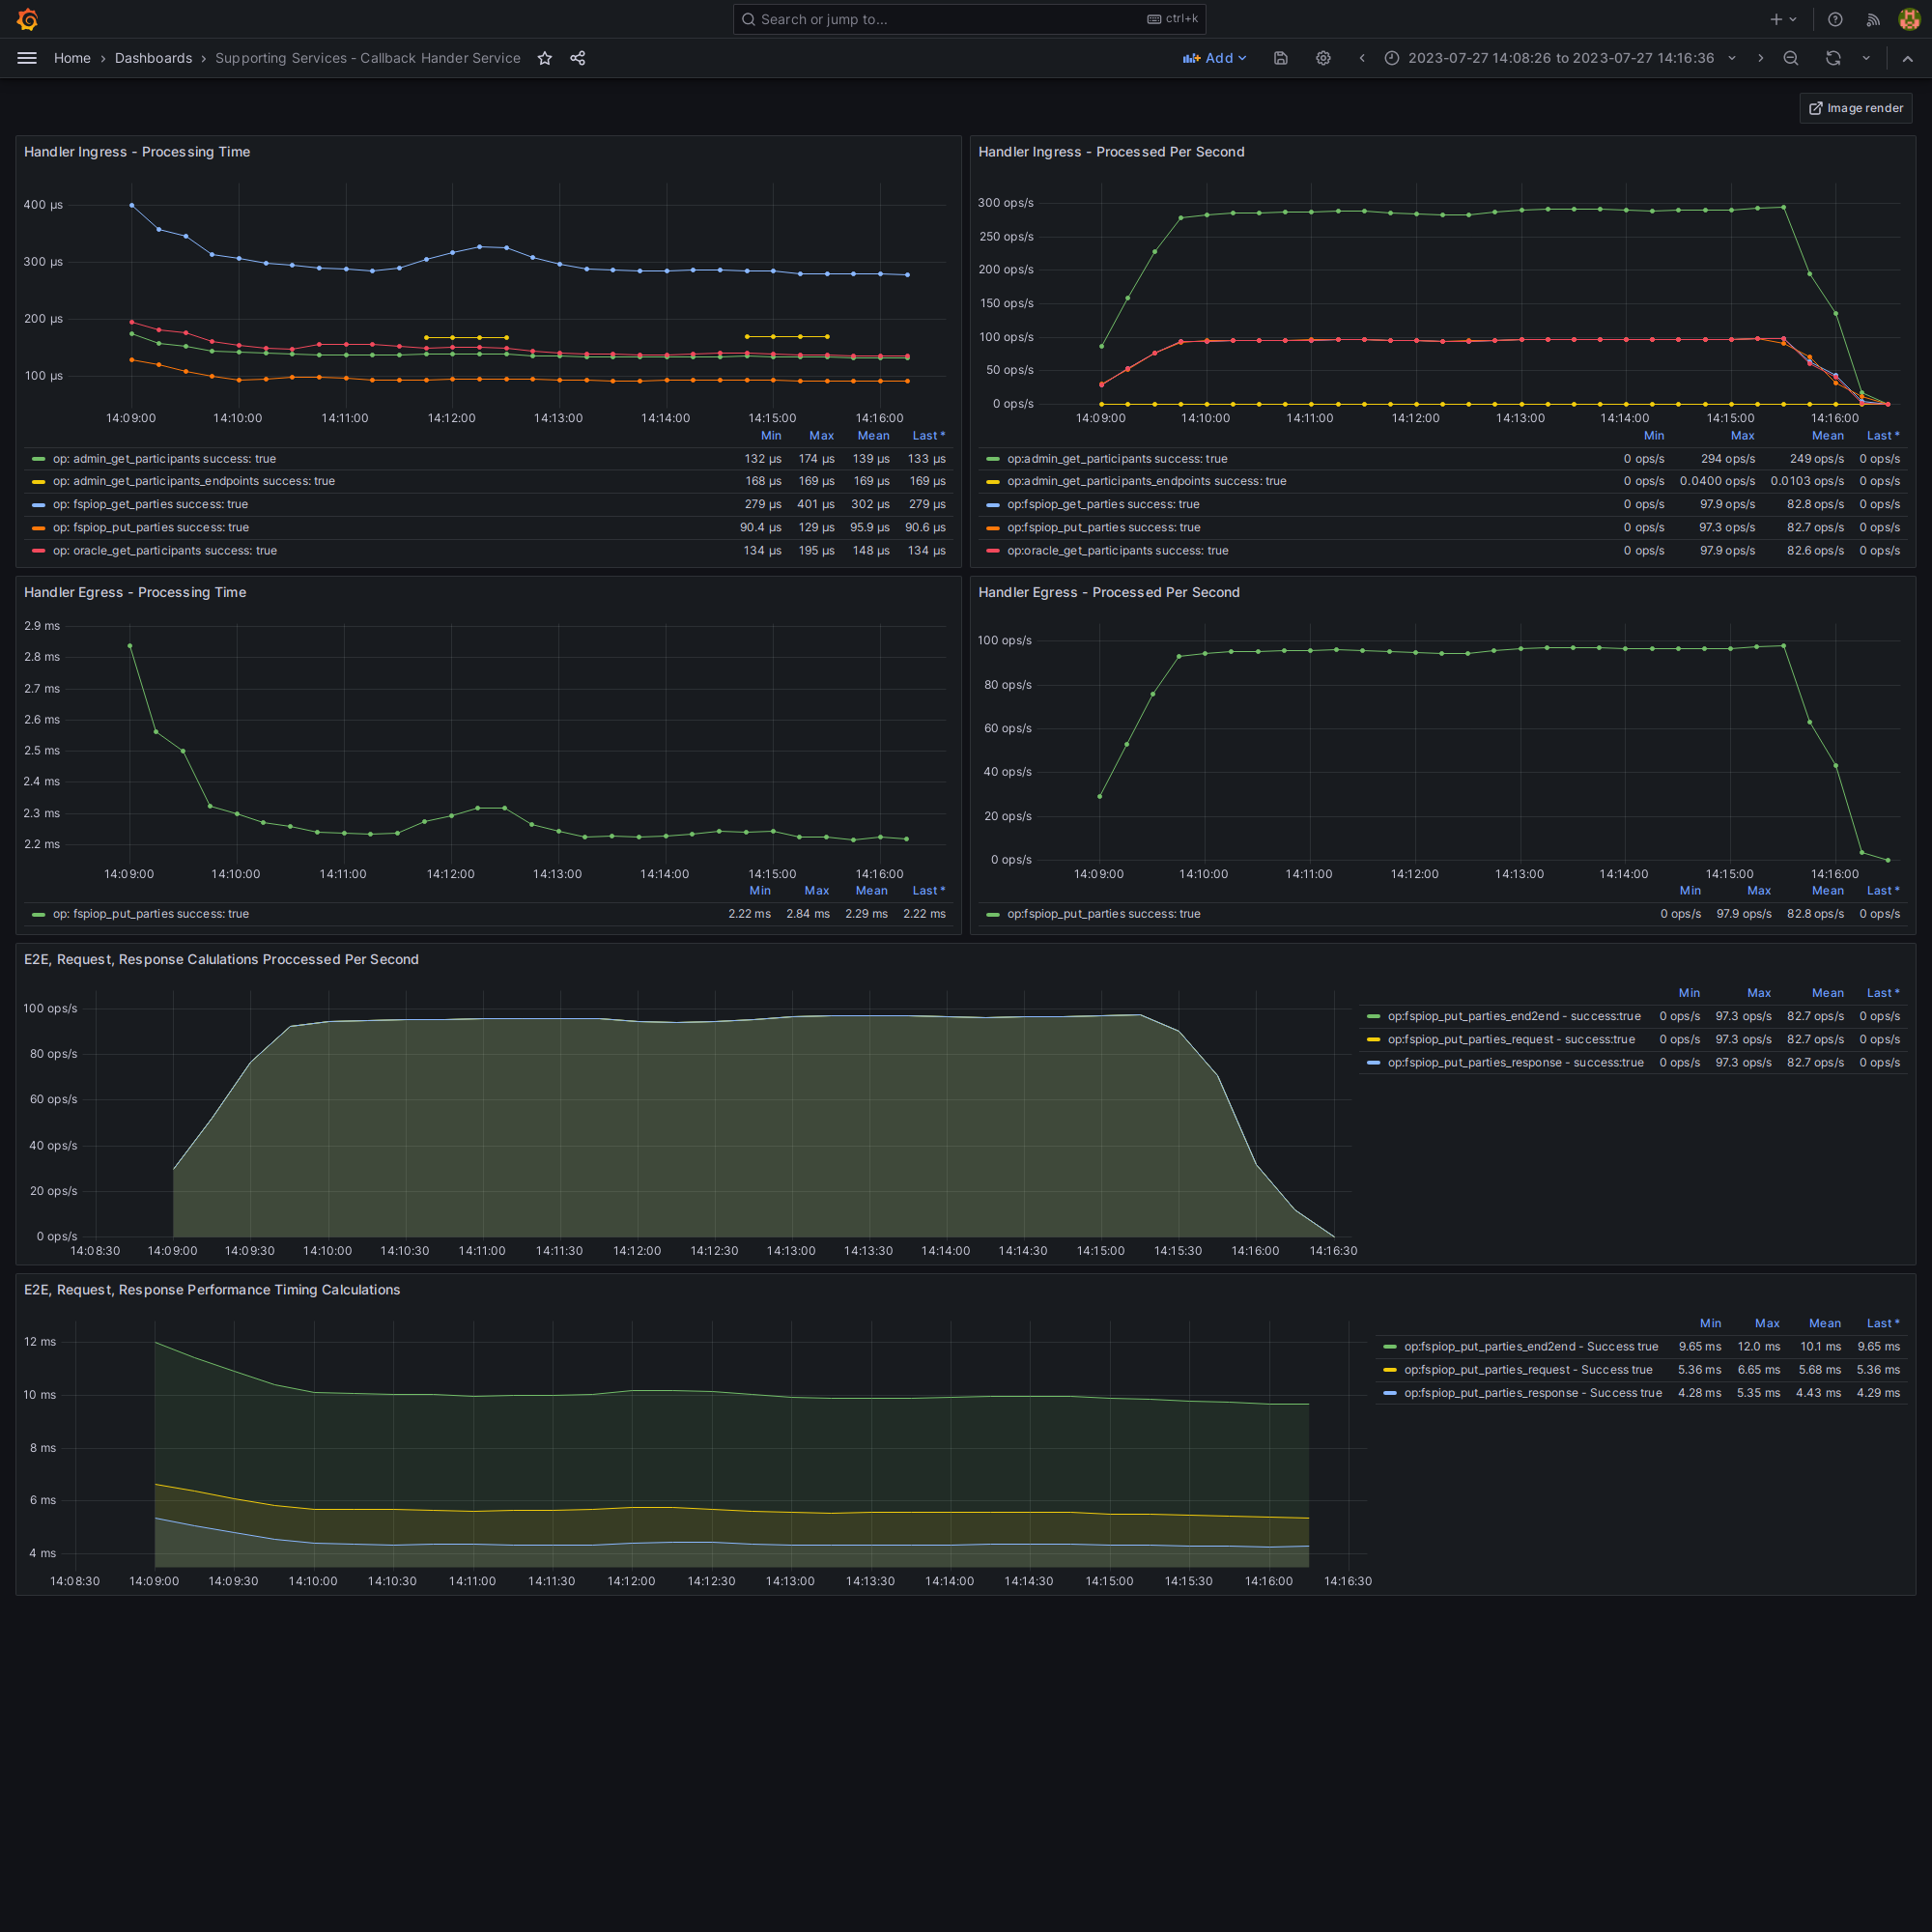 Search or jump to... ctrl+k
Home › Dashboards › Supporting Services - Callback Hander Service Add 2023-07-27 14:08:26 to 2023-07-27 14:16:36
Image render
Handler Ingress - Processing Time
400 µs
300 µs
200 µs
100 µs
14:09:00 14:10:00 14:11:00 14:12:00 14:13:00 14:14:00 14:15:00 14:16:00
Min Max Mean Last *
op: admin_get_participants success: true 132 µs 174 µs 139 µs 133 µs
op: admin_get_participants_endpoints success: true 168 µs 169 µs 169 µs 169 µs
op: fspiop_get_parties success: true 279 µs 401 µs 302 µs 279 µs
op: fspiop_put_parties success: true 90.4 µs 129 µs 95.9 µs 90.6 µs
op: oracle_get_participants success: true 134 µs 195 µs 148 µs 134 µs
Handler Ingress - Processed Per Second
300 ops/s
250 ops/s
200 ops/s
150 ops/s
100 ops/s
50 ops/s
0 ops/s
14:09:00 14:10:00 14:11:00 14:12:00 14:13:00 14:14:00 14:15:00 14:16:00
Min Max Mean Last *
op:admin_get_participants success: true 0 ops/s 294 ops/s 249 ops/s 0 ops/s
op:admin_get_participants_endpoints success: true 0 ops/s 0.0400 ops/s 0.0103 ops/s 0 ops/s
op:fspiop_get_parties success: true 0 ops/s 97.9 ops/s 82.8 ops/s 0 ops/s
op:fspiop_put_parties success: true 0 ops/s 97.3 ops/s 82.7 ops/s 0 ops/s
op:oracle_get_participants success: true 0 ops/s 97.9 ops/s 82.6 ops/s 0 ops/s
Handler Egress - Processing Time
2.9 ms
2.8 ms
2.7 ms
2.6 ms
2.5 ms
2.4 ms
2.3 ms
2.2 ms
14:09:00 14:10:00 14:11:00 14:12:00 14:13:00 14:14:00 14:15:00 14:16:00
Min Max Mean Last *
op: fspiop_put_parties success: true 2.22 ms 2.84 ms 2.29 ms 2.22 ms
Handler Egress - Processed Per Second
100 ops/s
80 ops/s
60 ops/s
40 ops/s
20 ops/s
0 ops/s
14:09:00 14:10:00 14:11:00 14:12:00 14:13:00 14:14:00 14:15:00 14:16:00
Min Max Mean Last *
op:fspiop_put_parties success: true 0 ops/s 97.9 ops/s 82.8 ops/s 0 ops/s
E2E, Request, Response Calulations Proccessed Per Second
100 ops/s
80 ops/s
60 ops/s
40 ops/s
20 ops/s
0 ops/s
14:08:30 14:09:00 14:09:30 14:10:00 14:10:30 14:11:00 14:11:30 14:12:00 14:12:30 14:13:00 14:13:30 14:14:00 14:14:30 14:15:00 14:15:30 14:16:00 14:16:30
Min Max Mean Last *
op:fspiop_put_parties_end2end - success:true 0 ops/s 97.3 ops/s 82.7 ops/s 0 ops/s
op:fspiop_put_parties_request - success:true 0 ops/s 97.3 ops/s 82.7 ops/s 0 ops/s
op:fspiop_put_parties_response - success:true 0 ops/s 97.3 ops/s 82.7 ops/s 0 ops/s
E2E, Request, Response Performance Timing Calculations
12 ms
10 ms
8 ms
6 ms
4 ms
14:08:30 14:09:00 14:09:30 14:10:00 14:10:30 14:11:00 14:11:30 14:12:00 14:12:30 14:13:00 14:13:30 14:14:00 14:14:30 14:15:00 14:15:30 14:16:00 14:16:30
Min Max Mean Last *
op:fspiop_put_parties_end2end - Success true 9.65 ms 12.0 ms 10.1 ms 9.65 ms
op:fspiop_put_parties_request - Success true 5.36 ms 6.65 ms 5.68 ms 5.36 ms
op:fspiop_put_parties_response - Success true 4.28 ms 5.35 ms 4.43 ms 4.29 ms